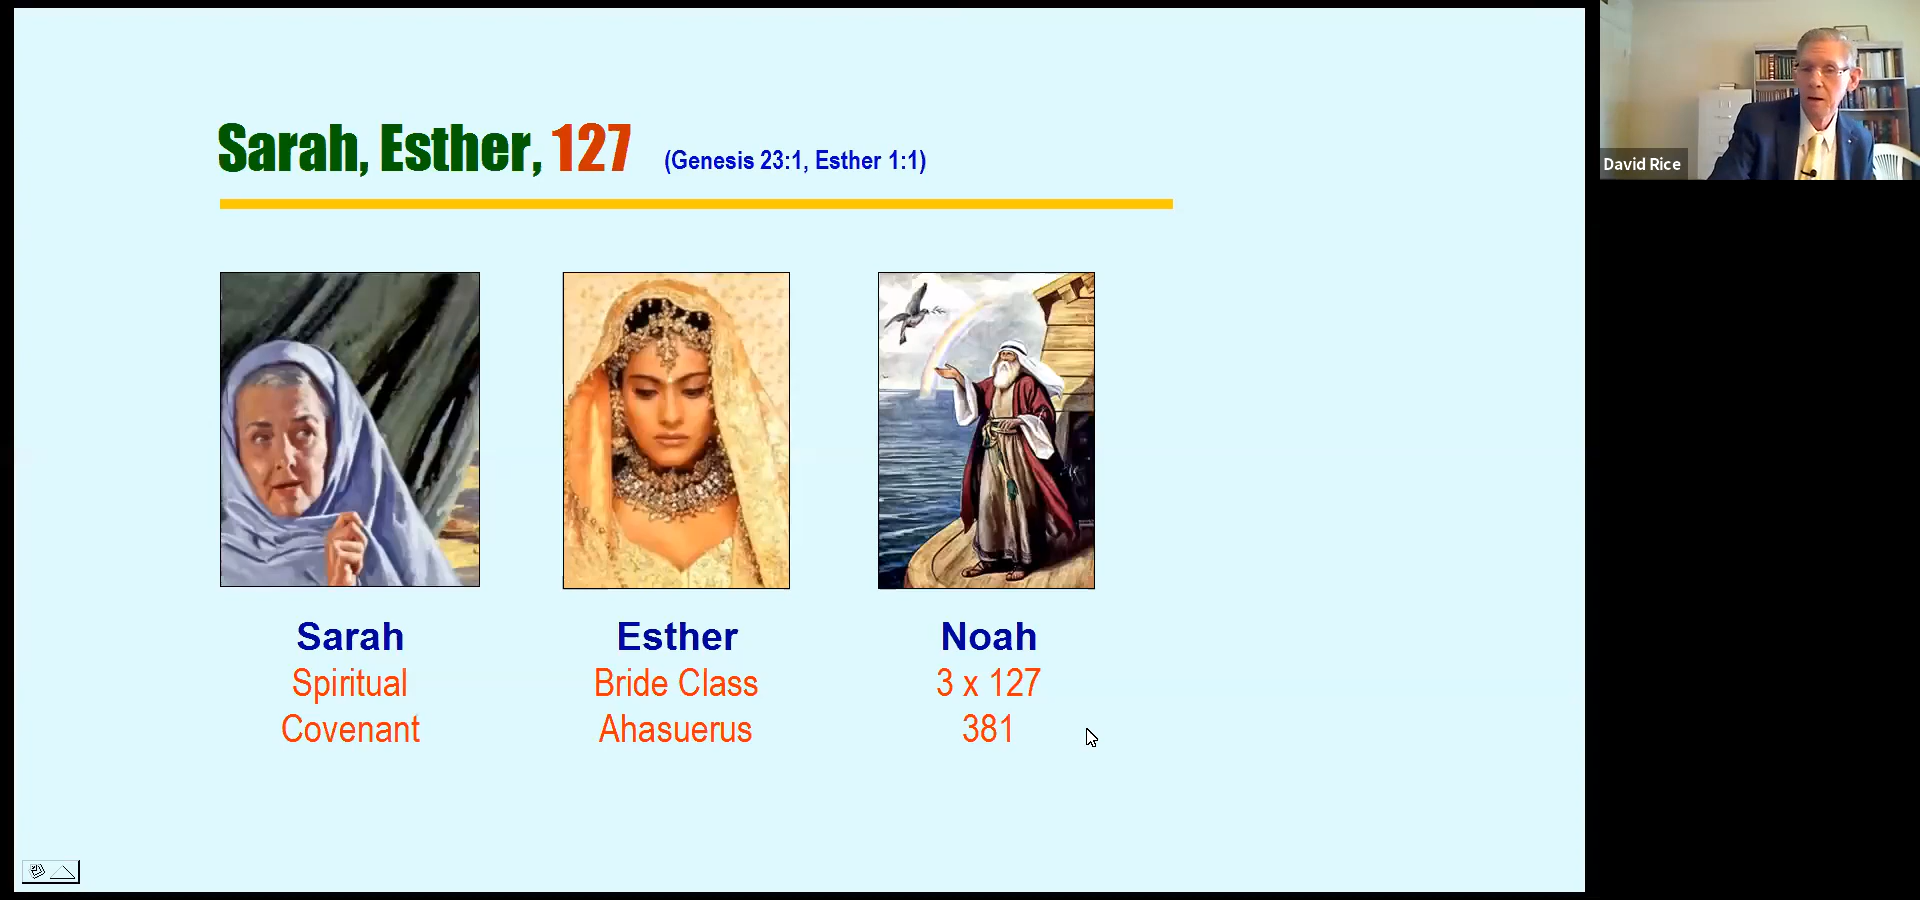 Sarah, Esther, 127 (Genesis 23:1, Esther 1:1)
Sarah
Spiritual
Covenant
Esther
Bride Class
Ahasuerus
Noah
3 x 127
381
David Rice